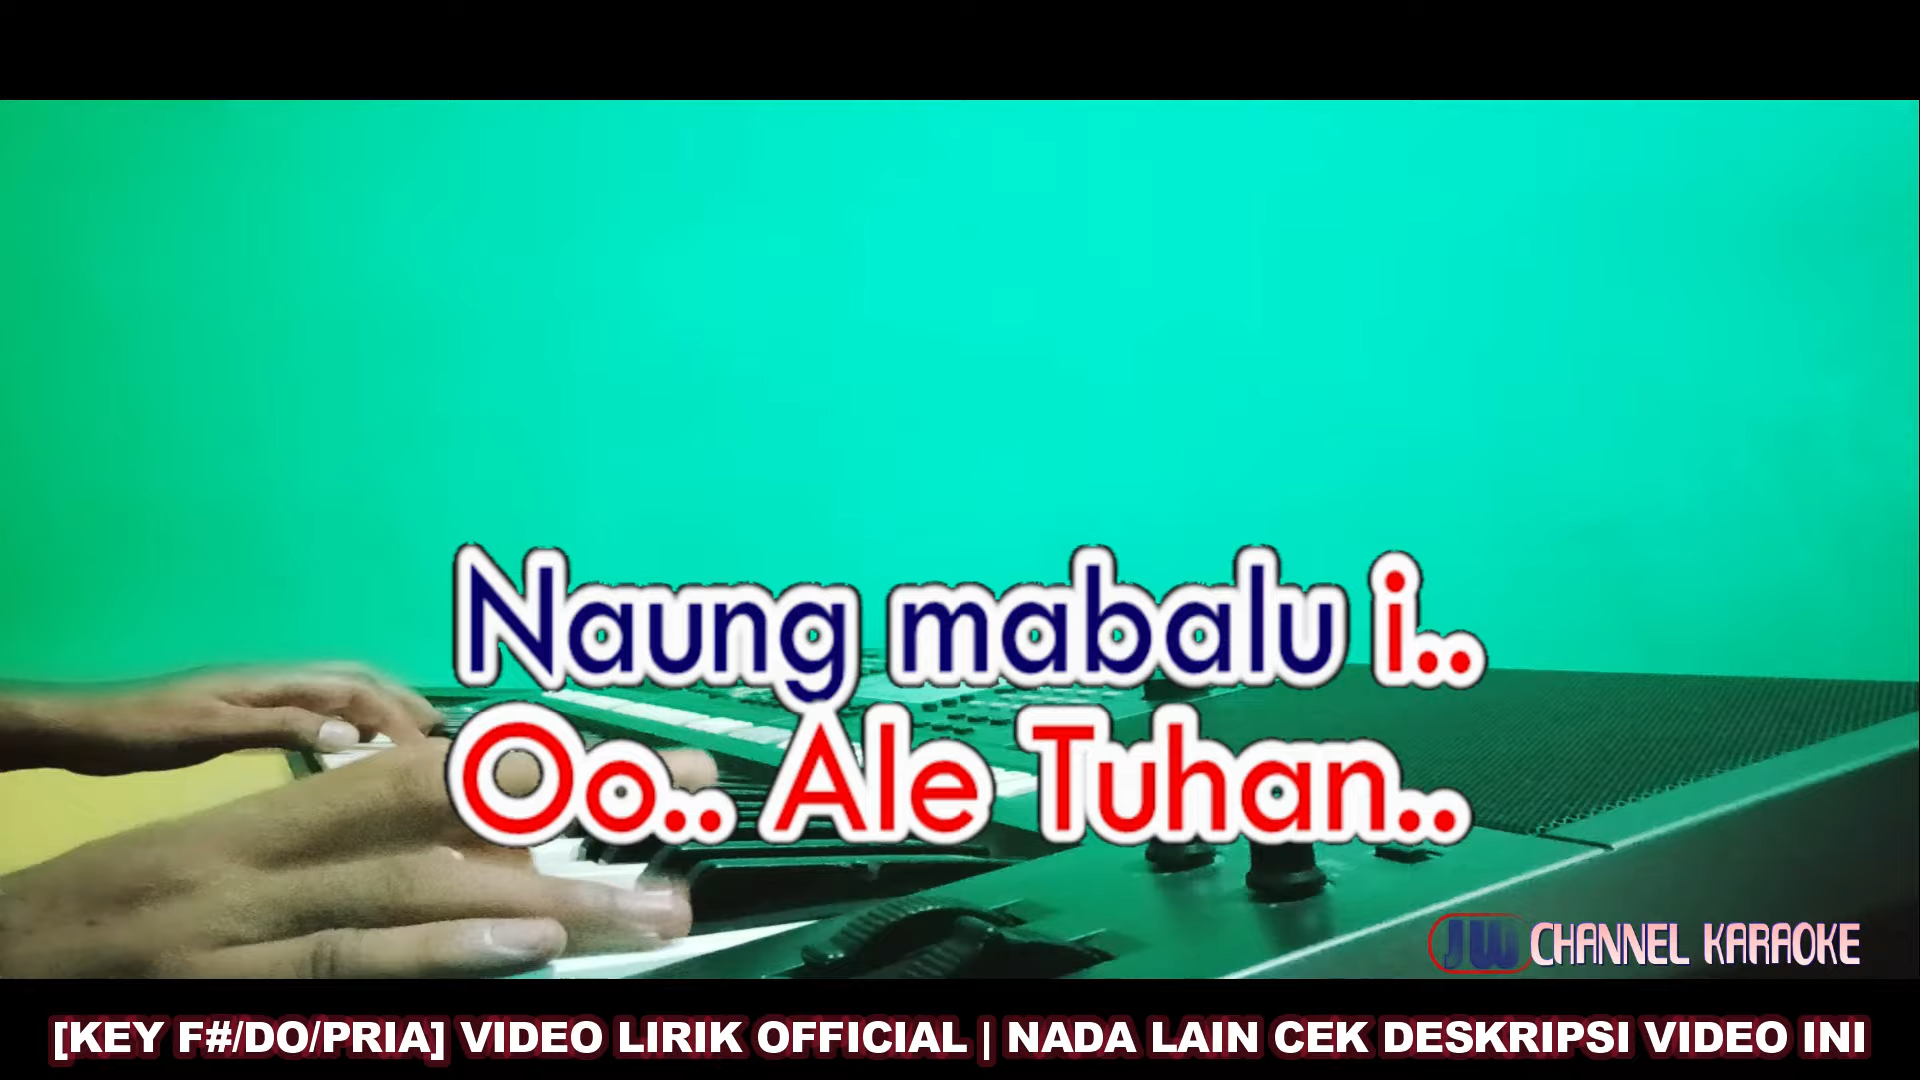 Naung mabalu i..
Oo.. Ale Tuhan..
JW CHANNEL KARAOKE
[KEY F#/DO/PRIA] VIDEO LIRIK OFFICIAL | NADA LAIN CEK DESKRIPSI VIDEO INI